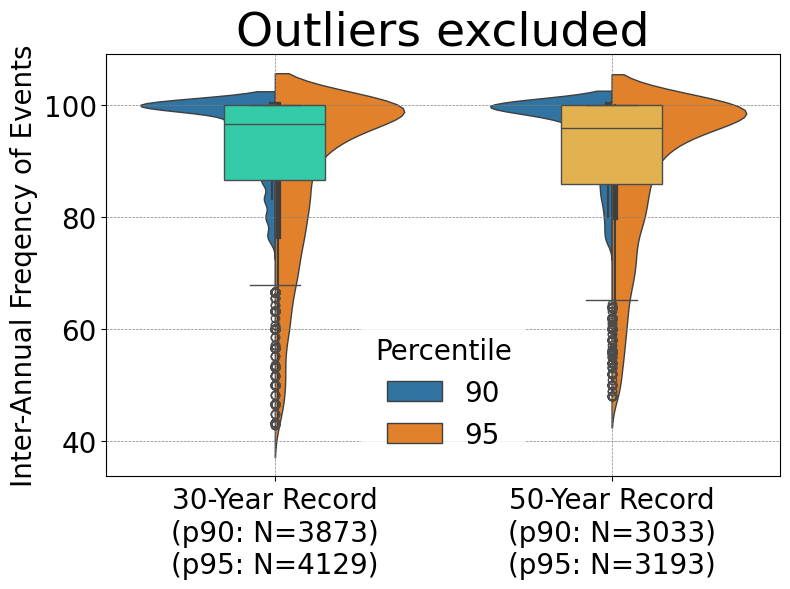 Outliers excluded
Inter-Annual Freqency of Events
100
80
60
40
Percentile
90
95
30-Year Record
(p90: N=3873)
(p95: N=4129)
50-Year Record
(p90: N=3033)
(p95: N=3193)